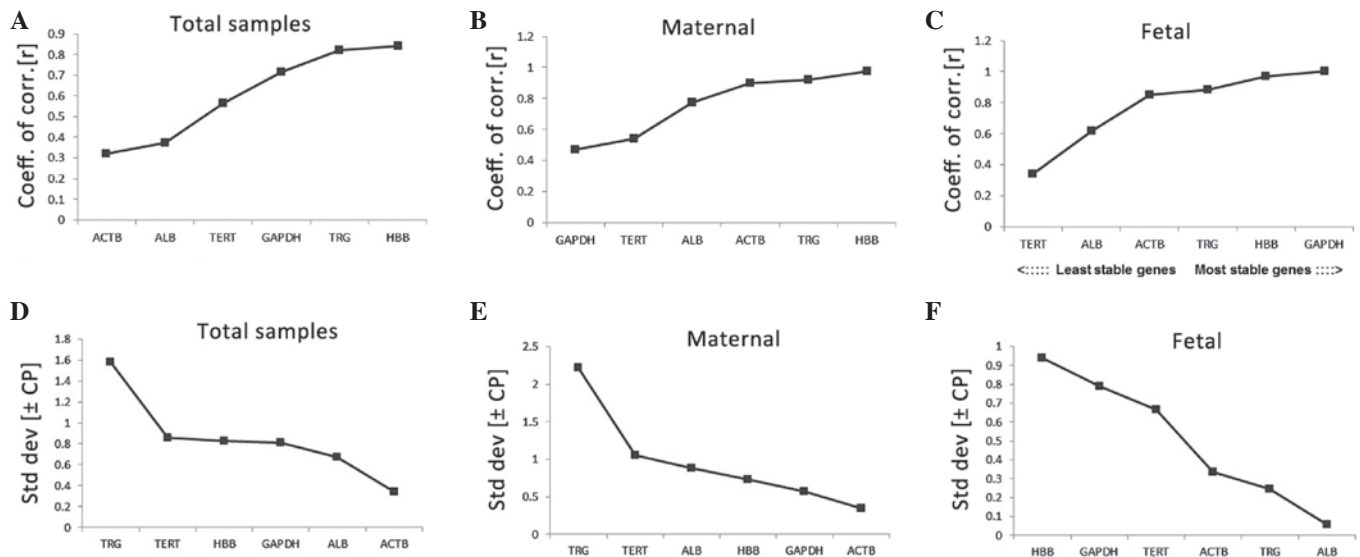 A
Total samples
Coeff. of corr.[r]
0.9
0.8
0.7
0.6
0.5
0.4
0.3
0.2
0.1
0
ACTB ALB TERT GAPDH TRG HBB
B
Maternal
Coeff. of corr.[r]
1.2
1
0.8
0.6
0.4
0.2
0
GAPDH TERT ALB ACTB TRG HBB
C
Fetal
Coeff. of corr.[r]
1.2
1
0.8
0.6
0.4
0.2
0
TERT ALB ACTB TRG HBB GAPDH
<::::: Least stable genes Most stable genes ::::>
D
Total samples
Std dev [± CP]
1.8
1.6
1.4
1.2
1
0.8
0.6
0.4
0.2
0
TRG TERT HBB GAPDH ALB ACTB
E
Maternal
Std dev [± CP]
2.5
2
1.5
1
0.5
0
TRG TERT ALB HBB GAPDH ACTB
F
Fetal
Std dev [± CP]
1
0.9
0.8
0.7
0.6
0.5
0.4
0.3
0.2
0.1
0
HBB GAPDH TERT ACTB TRG ALB